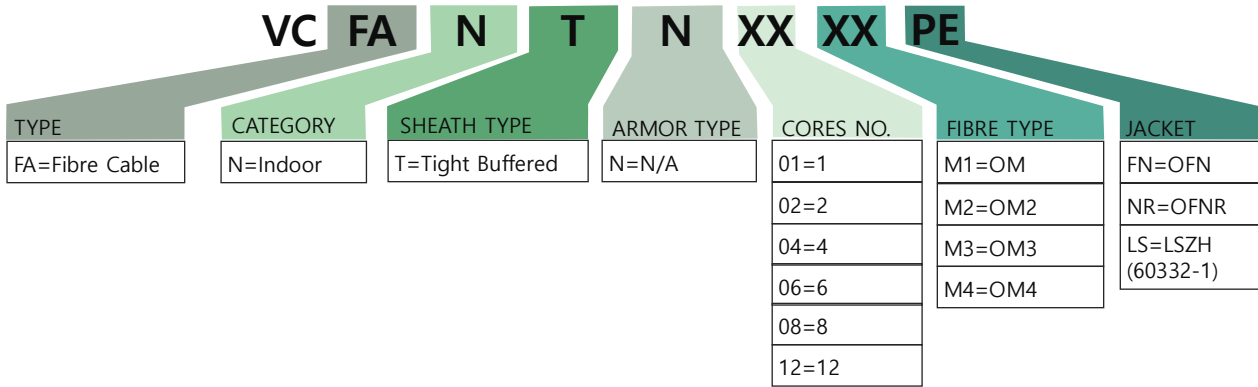 VC FA N T N XX XX PE
TYPE
FA=Fibre Cable
CATEGORY
N=Indoor
SHEATH TYPE
T=Tight Buffered
ARMOR TYPE
N=N/A
CORES NO.
01=1
02=2
04=4
06=6
08=8
12=12
FIBRE TYPE
M1=OM
M2=OM2
M3=OM3
M4=OM4
JACKET
FN=OFN
NR=OFNR
LS=LSZH
(60332-1)